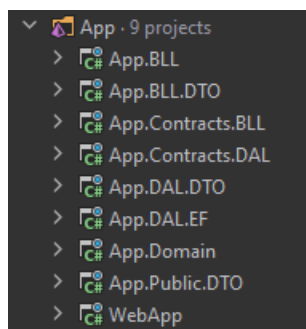 App · 9 projects
C# App.BLL
C# App.BLL.DTO
C# App.Contracts.BLL
C# App.Contracts.DAL
C# App.DAL.DTO
C# App.DAL.EF
C# App.Domain
C# App.Public.DTO
C# WebApp